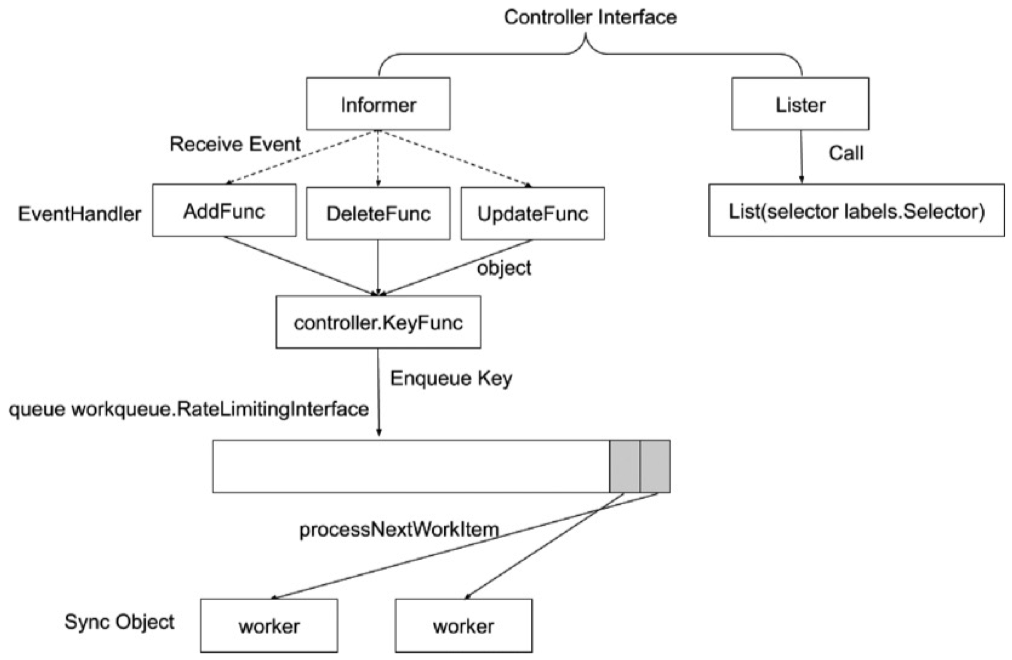 Controller Interface
Informer
Lister
Receive Event
Call
EventHandler
AddFunc
DeleteFunc
UpdateFunc
List(selector labels.Selector)
object
controller.KeyFunc
Enqueue Key
queue workqueue.RateLimitingInterface
processNextWorkItem
Sync Object
worker
worker